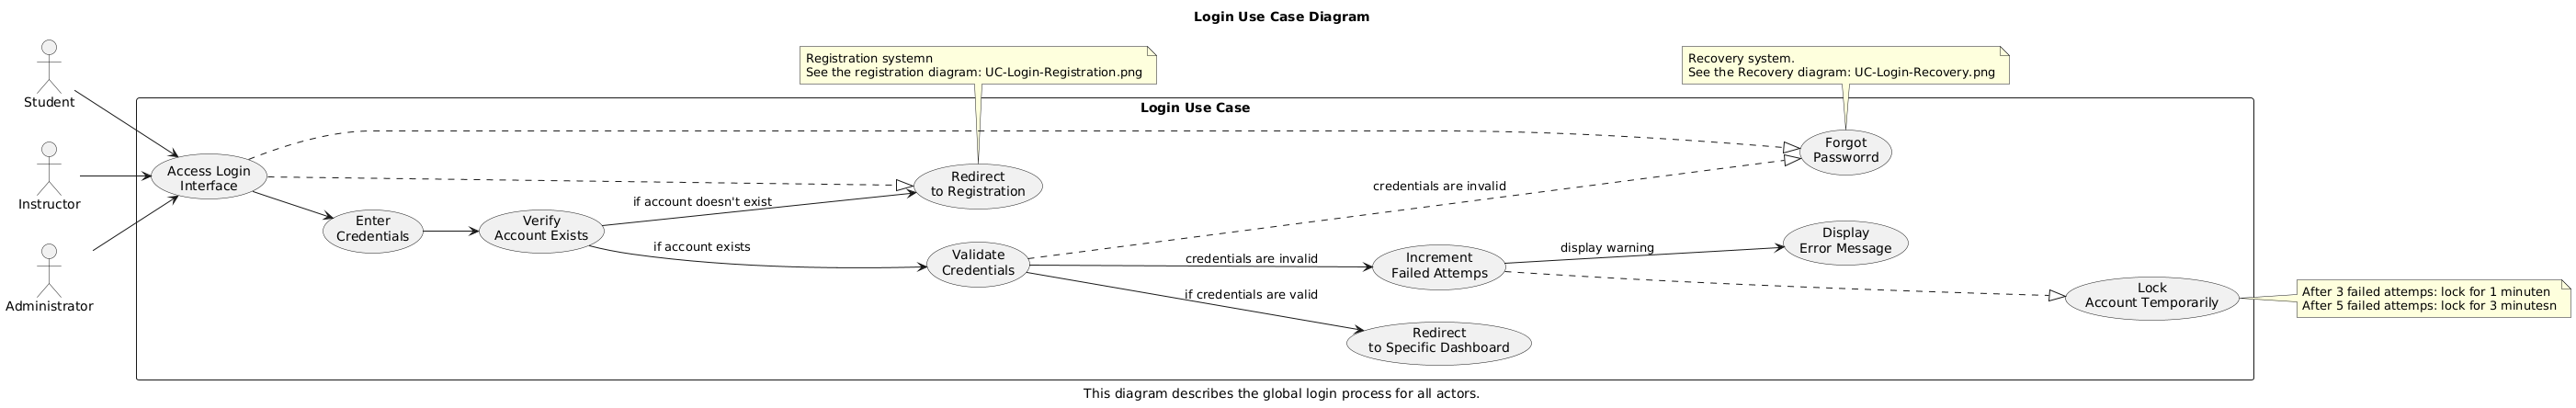 Login Use Case Diagram
Registration systemn
See the registration diagram: UC-Login-Registration.png
Recovery system.
See the Recovery diagram: UC-Login-Recovery.png
Student
Login Use Case
Forgot
Passworrd
Access Login
Interface
Redirect
to Registration
credentials are invalid
Instructor
if account doesn't exist
Enter
Credentials
Verify
Account Exists
if account exists
Validate
Credentials
credentials are invalid
Increment
Failed Attemps
display warning
Display
Error Message
Administrator
if credentials are valid
Lock
Account Temporarily
After 3 failed attemps: lock for 1 minuten
After 5 failed attemps: lock for 3 minutesn
Redirect
to Specific Dashboard
This diagram describes the global login process for all actors.